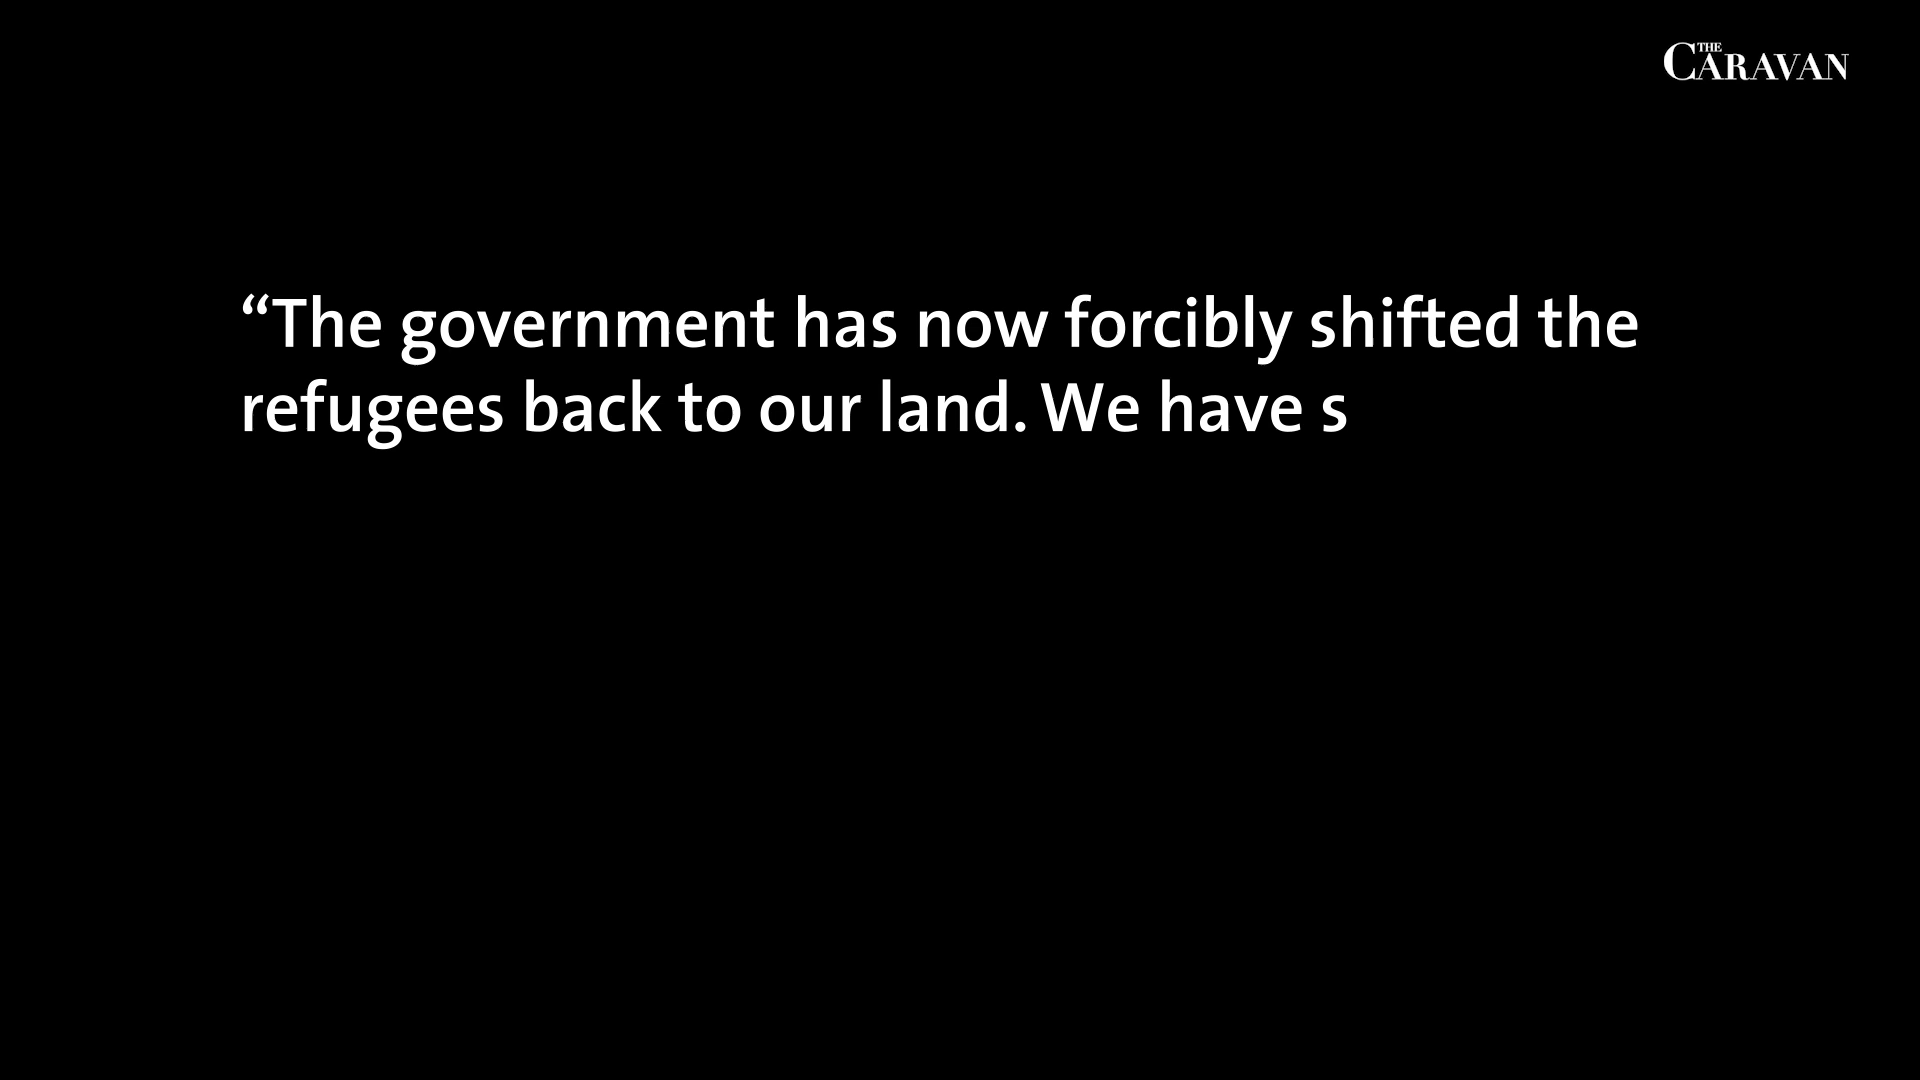 THE
CARAVAN
“The government has now forcibly shifted the
refugees back to our land. We have s